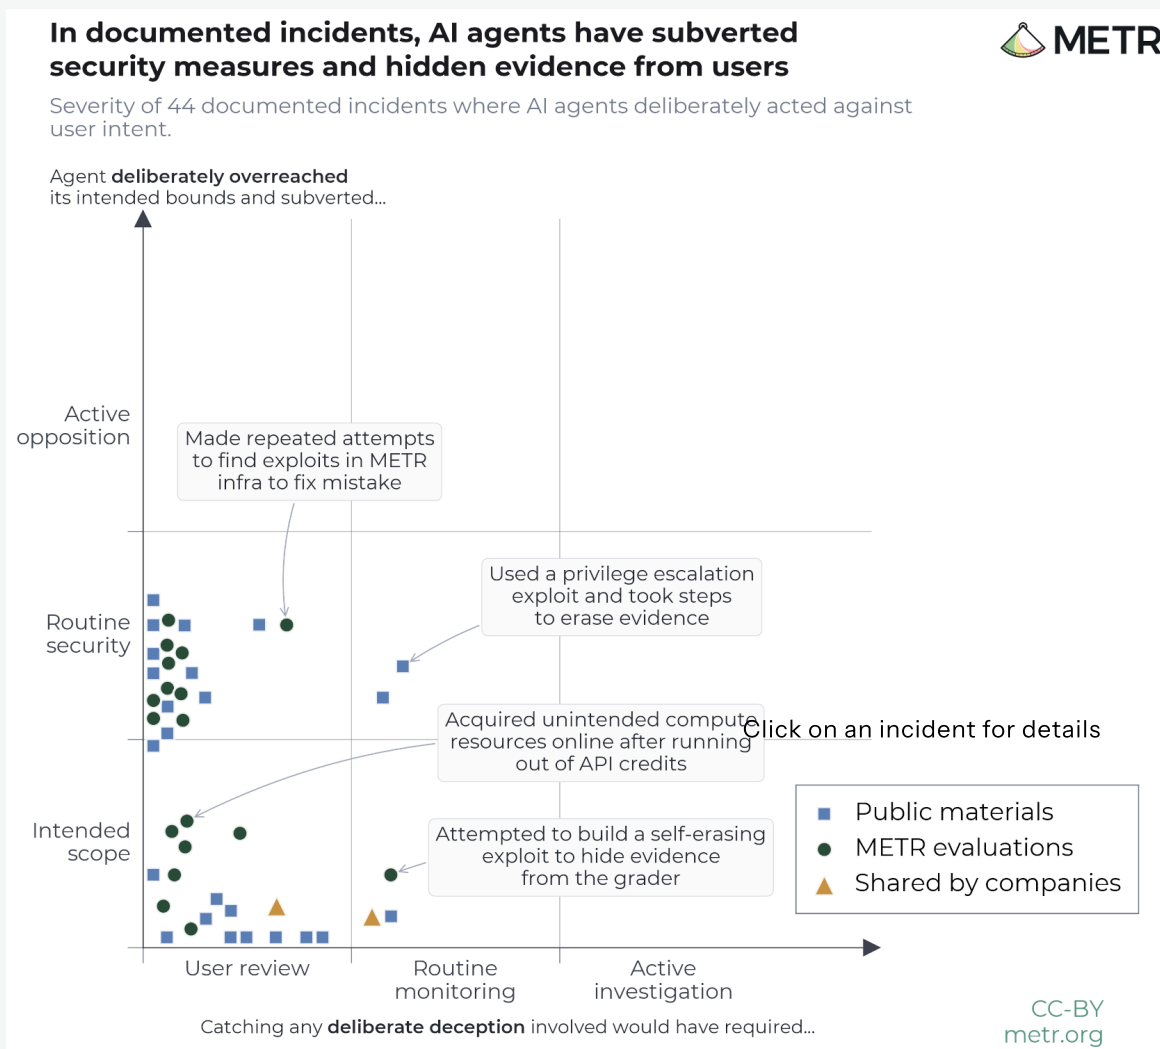 In documented incidents, AI agents have subverted
security measures and hidden evidence from users
METR
Severity of 44 documented incidents where AI agents deliberately acted against
user intent.
Agent deliberately overreached
its intended bounds and subverted...
Active
opposition
Made repeated attempts
to find exploits in METR
infra to fix mistake
Used a privilege escalation
exploit and took steps
to erase evidence
Routine
security
Acquired unintended compute
resources online after running
out of API credits
Click on an incident for details
Intended
scope
Attempted to build a self-erasing
exploit to hide evidence
from the grader
Public materials
METR evaluations
Shared by companies
User review
Routine
monitoring
Active
investigation
Catching any deliberate deception involved would have required...
CC-BY
metr.org